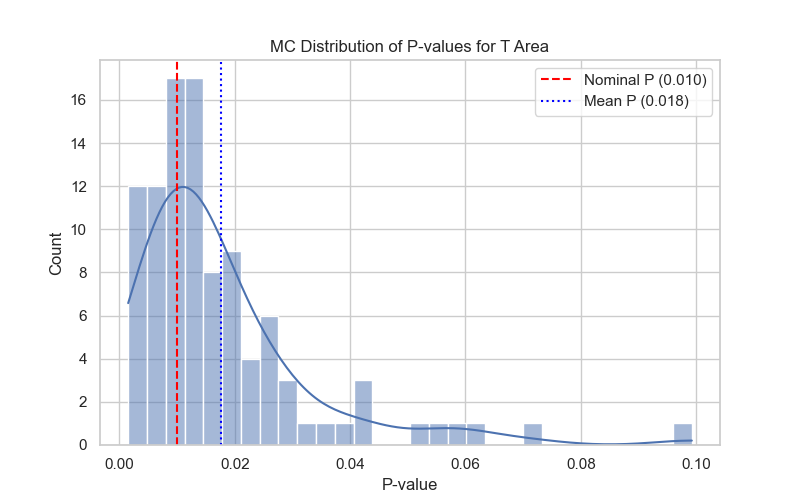 MC Distribution of P-values for T Area
Nominal P (0.010)
Mean P (0.018)
Count
16
14
12
10
8
6
4
2
0
0.00 0.02 0.04 0.06 0.08 0.10
P-value